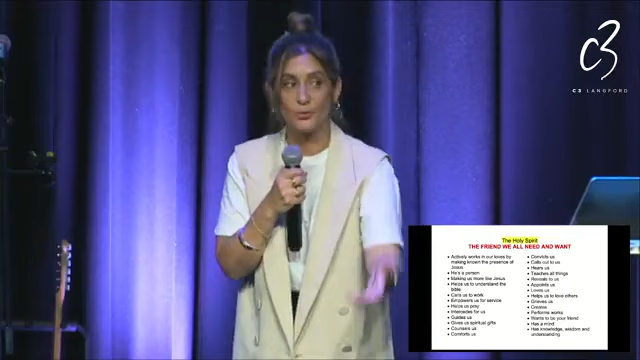 C3
C3 LANGFORD
The Holy Spirit
THE FRIEND WE ALL NEED AND WANT
• Actively works in our loves by
making known the presence of
Jesus
• He's a person
• Making us more like Jesus
• Helps us to understand the
bible
• Calls us to work
• Empowers us for service
• Helps us pray
• Intercedes for us
• Guides us
• Gives us spiritual gifts
• Counsels us
• Comforts us
• Convicts us
• Calls out to us
• Hears us
• Teaches all things
• Reveals to us
• Appoints us
• Loves us
• Helps us to love others
• Grieves us
• Creates
• Performs works
• Wants to be your friend
• Has a mind
• Has knowledge, wisdom and
understanding